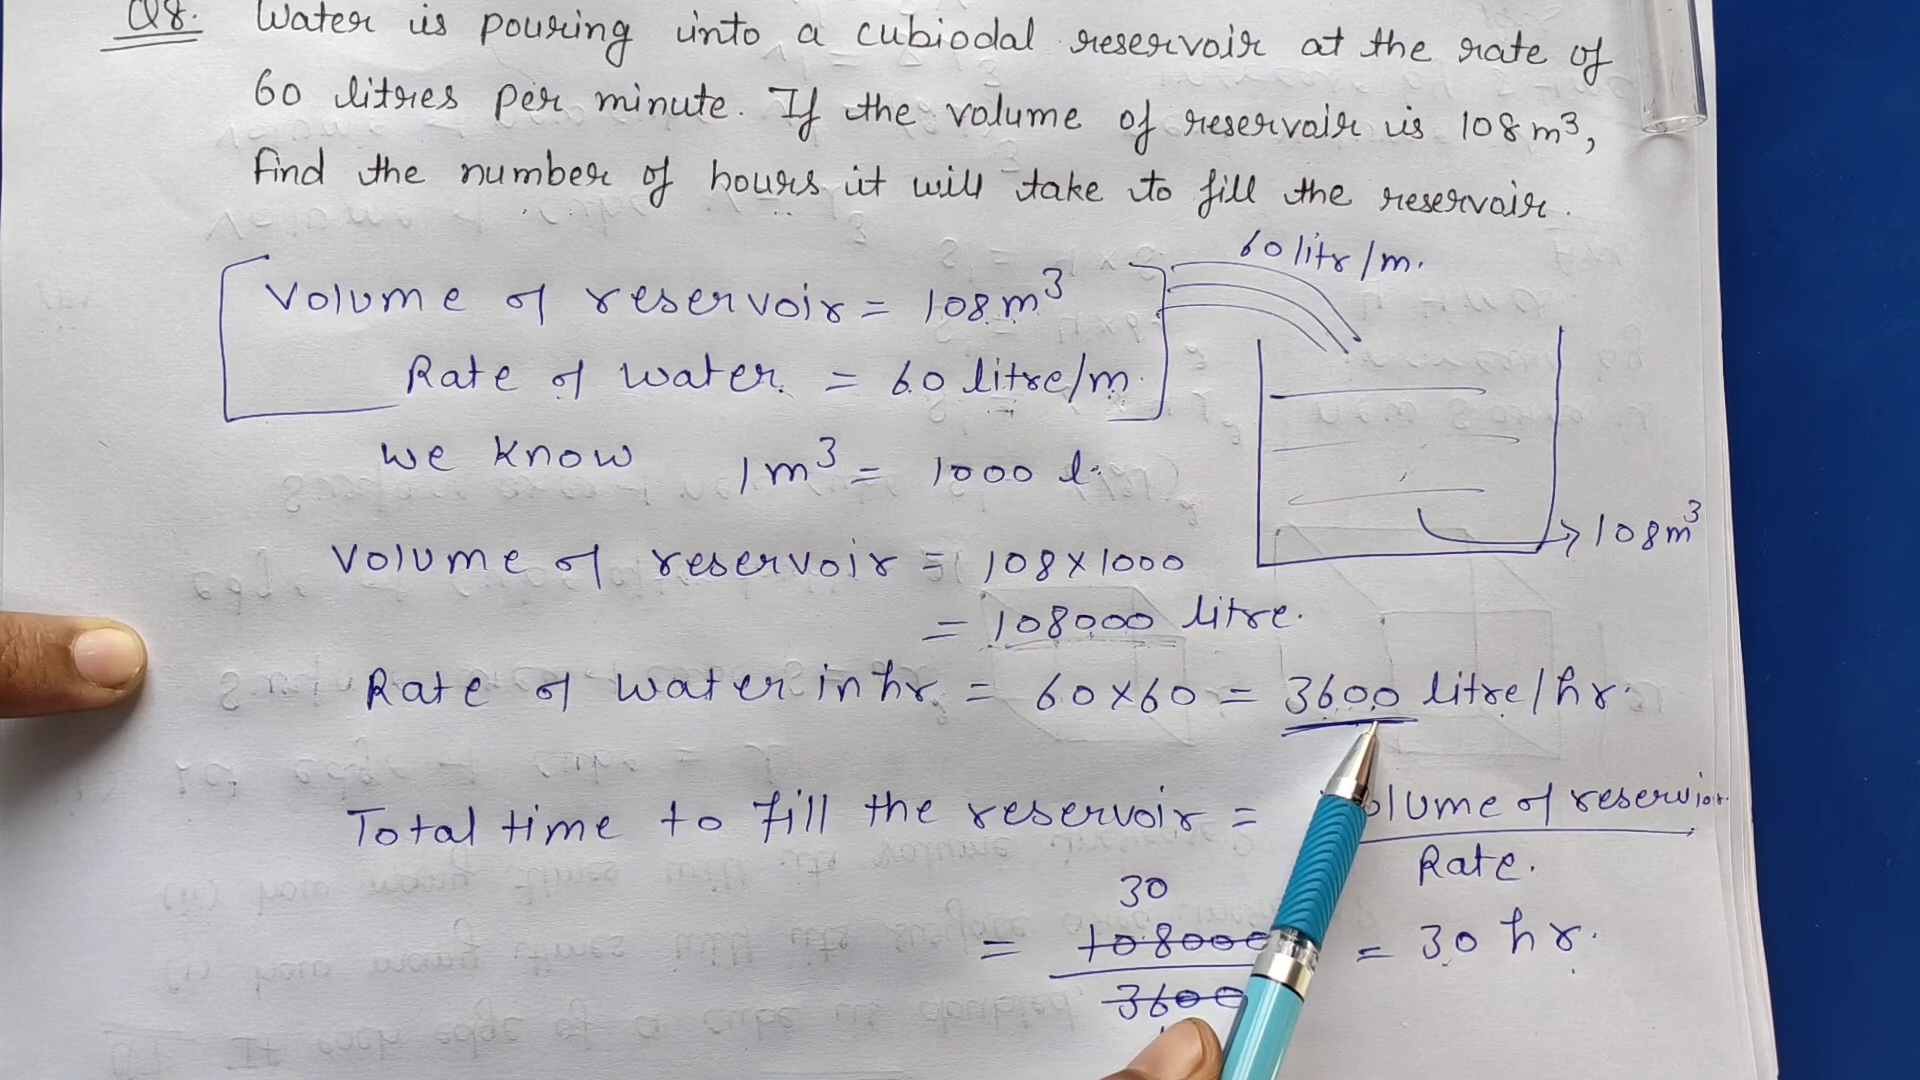 Q8. Water is pouring into a cubiodal reservoir at the rate of
60 litres per minute. If the volume of reservoir is 108 m³,
find the number of hours it will take to fill the reservoir.
60 litr/m.
Volume of reservoir = 108 m³
Rate of water = 60 litre/m.
we know 1 m³ = 1000 l.
108 m³
Volume of reservoir = 108 x 1000
= 108000 litre.
Rate of water in hr = 60 x 60 = 3600 litre/hr.
Total time to fill the reservoir = Volume of reservoir
Rate.
30
= 108000 = 30 hr.
3600